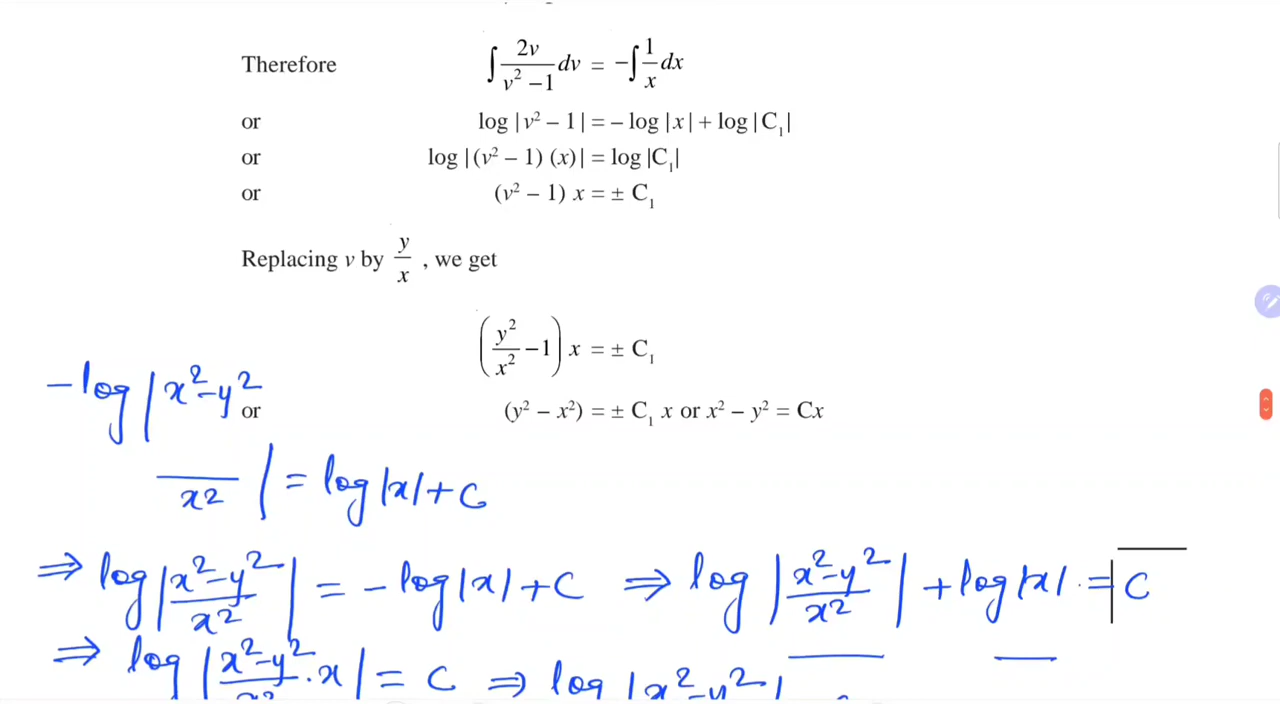 Therefore ∫ 2v/(v² – 1) dv = –∫ 1/x dx
or log |v² – 1| = – log |x| + log |C₁|
or log |(v² – 1) (x)| = log |C₁|
or (v² – 1) x = ± C₁
Replacing v by y/x , we get
(y²/x² – 1) x = ± C₁
or (y² – x²) = ± C₁ x or x² – y² = Cx
-log |x²-y²
x² | = log |x| + C
⇒ log |x²-y²/x²| = - log |x| + C ⇒ log |x²-y²/x²| + log |x| = C
⇒ log |x²-y²/x² . x| = C ⇒ log |x²-y²|